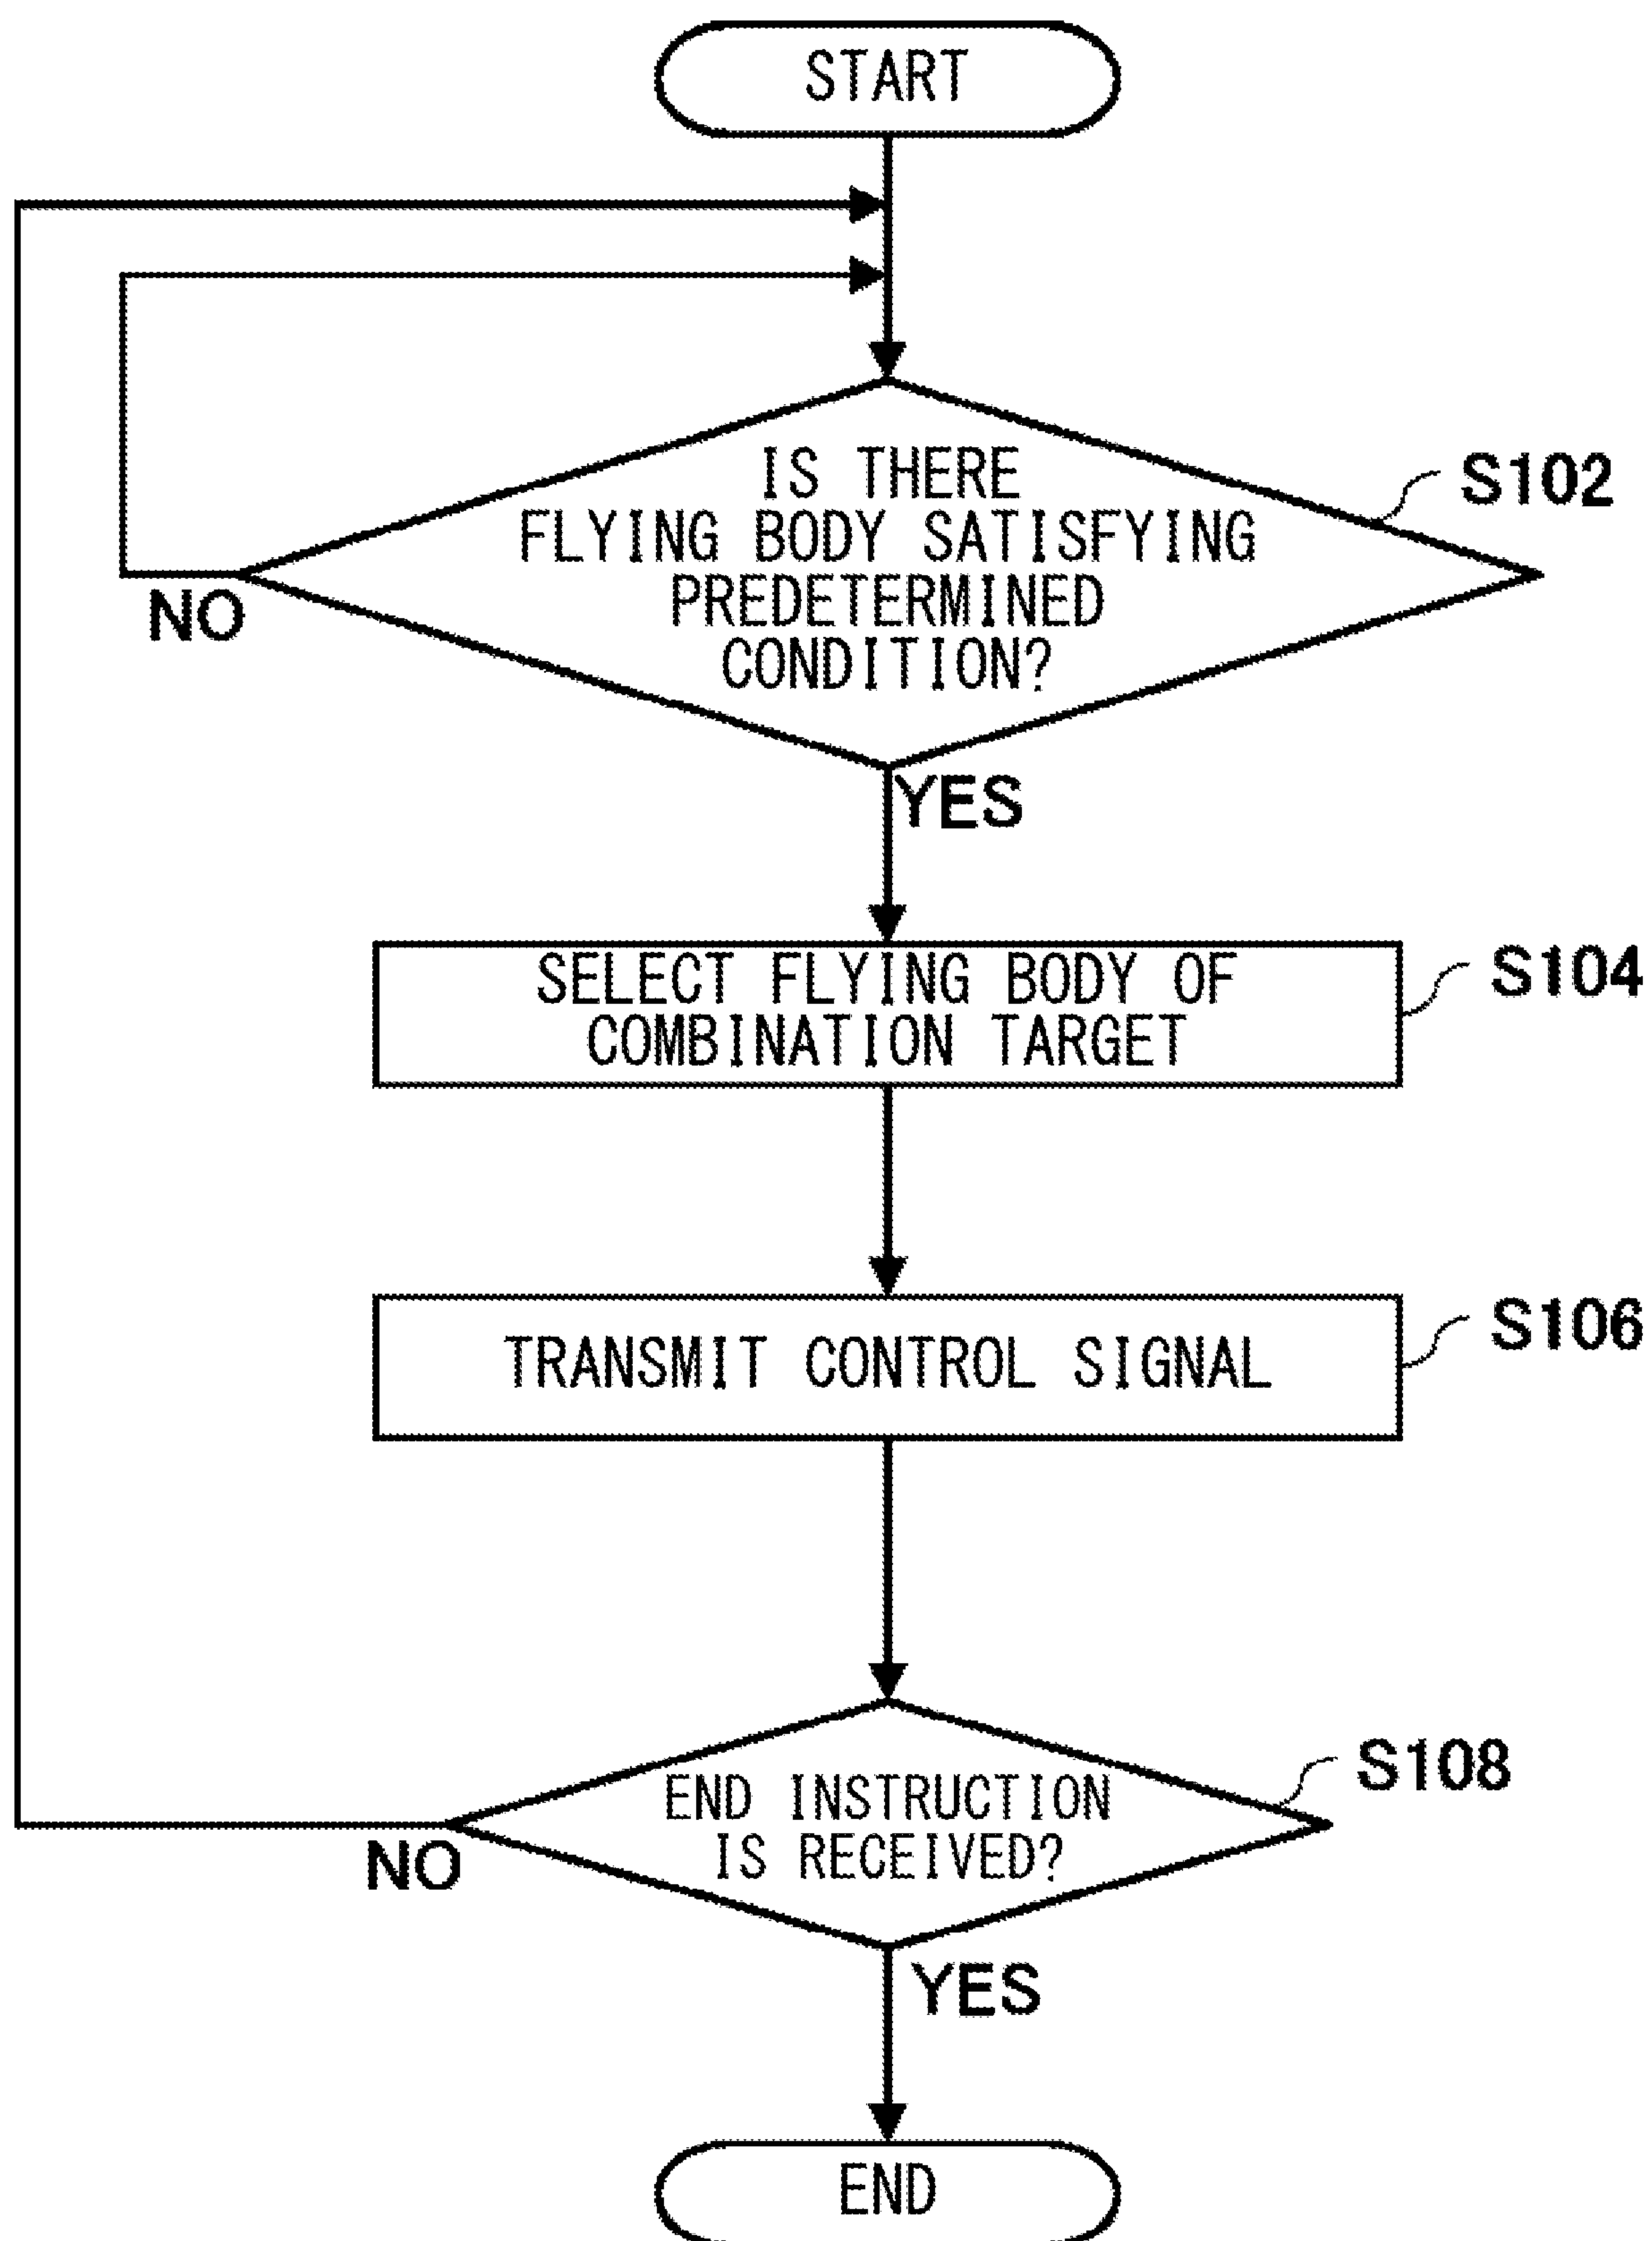 START
IS THERE
FLYING BODY SATISFYING
PREDETERMINED
CONDITION?
S102
NO
YES
SELECT FLYING BODY OF
COMBINATION TARGET
S104
TRANSMIT CONTROL SIGNAL
S106
END INSTRUCTION
IS RECEIVED?
S108
NO
YES
END